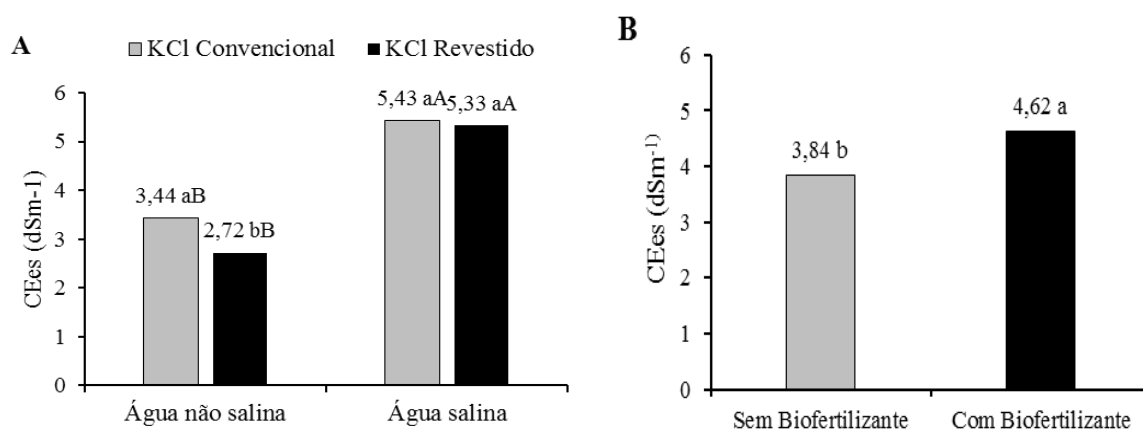 A
KCl Convencional KCl Revestido
CEes (dSm-1)
6
5
4
3
2
1
0
3,44 aB
2,72 bB
5,43 aA
5,33 aA
Água não salina Água salina
B
CEes (dSm-1)
6
5
4
3
2
1
0
3,84 b
4,62 a
Sem Biofertilizante Com Biofertilizante